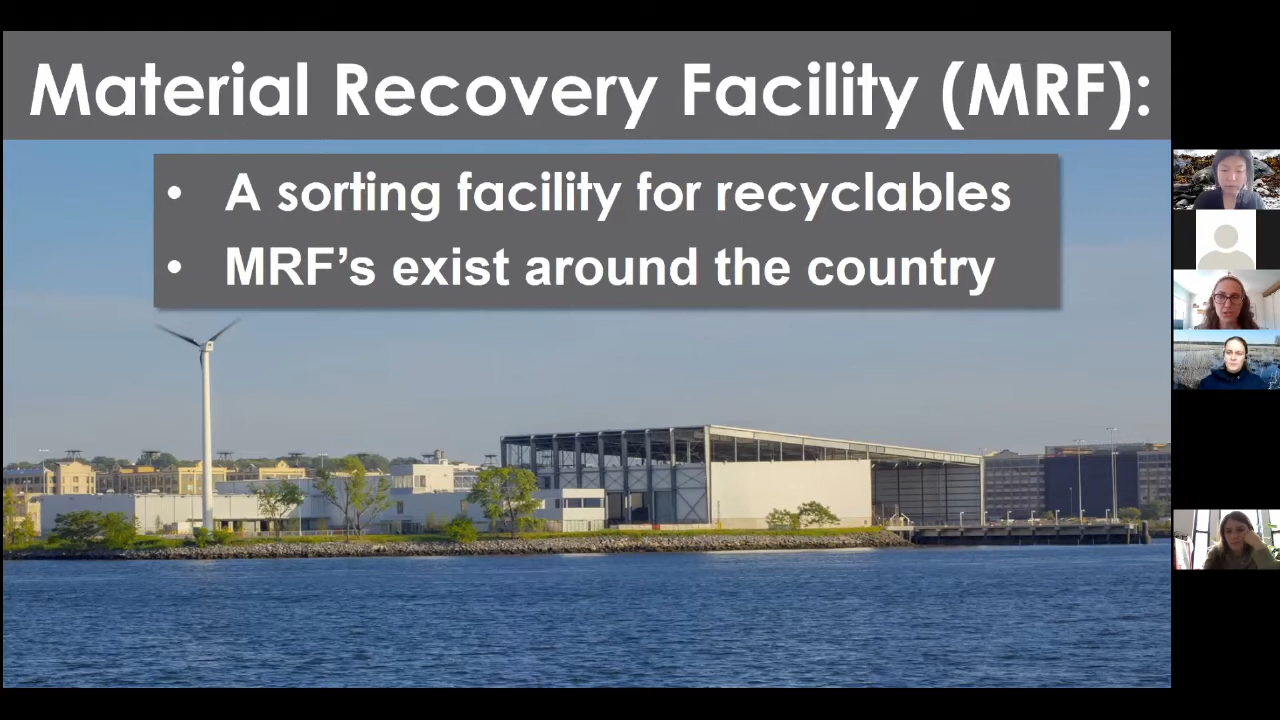 Material Recovery Facility (MRF):
• A sorting facility for recyclables
• MRF’s exist around the country